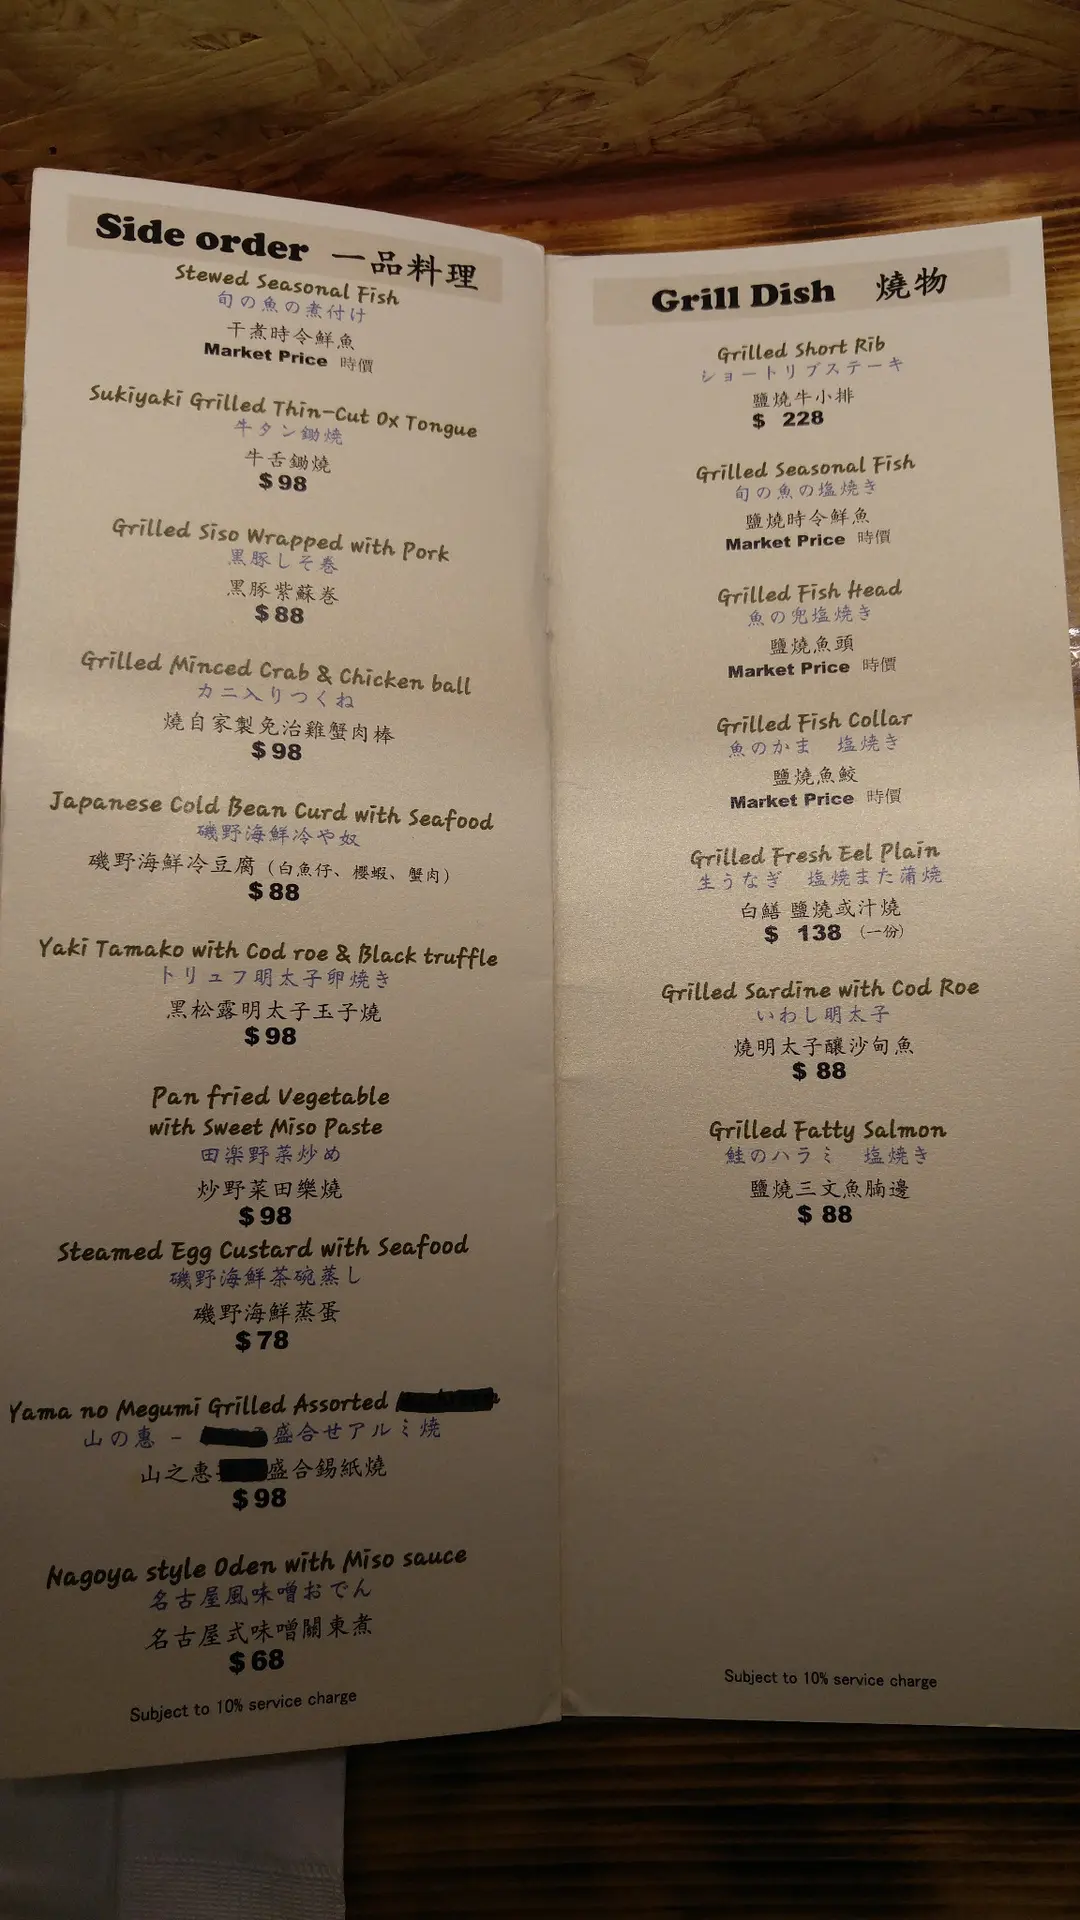 Side order 一品料理
Stewed Seasonal Fish
旬の魚の煮付け
干煮時令鮮魚
Market Price 時價
Sukiyaki Grilled Thin-Cut Ox Tongue
牛タン鋤焼
牛舌鋤燒
$ 98
Grilled Siso Wrapped with Pork
黒豚しそ巻
黑豚紫蘇巻
$ 88
Grilled Minced Crab & Chicken ball
カニ入りつくね
燒自家製免治雞蟹肉棒
$ 98
Japanese Cold Bean Curd with Seafood
磯野海鮮冷や奴
磯野海鮮冷豆腐 (白魚仔、櫻蝦、蟹肉)
$ 88
Yaki Tamako with Cod roe & Black truffle
トリュフ明太子卵焼き
黑松露明太子玉子燒
$ 98
Pan fried Vegetable
with Sweet Miso Paste
田楽野菜炒め
炒野菜田樂燒
$ 98
Steamed Egg Custard with Seafood
磯野海鮮茶碗蒸し
磯野海鮮蒸蛋
$ 78
Yama no Megumi Grilled Assorted
山の惠 - 盛合せアルミ焼
山之惠 盛合錫紙燒
$ 98
Nagoya style Oden with Miso sauce
名古屋風味噌おでん
名古屋式味噌關東煮
$ 68
Subject to 10% service charge
Grill Dish 燒物
Grilled Short Rib
ショートリブステーキ
鹽燒牛小排
$ 228
Grilled Seasonal Fish
旬の魚の塩焼き
鹽燒時令鮮魚
Market Price 時價
Grilled Fish Head
魚の兜塩焼き
鹽燒魚頭
Market Price 時價
Grilled Fish Collar
魚のかま 塩焼き
鹽燒魚鮫
Market Price 時價
Grilled Fresh Eel Plain
生うなぎ 塩焼また蒲焼
白鱔 鹽燒或汁燒
$ 138 (一份)
Grilled Sardine with Cod Roe
いわし明太子
燒明太子釀沙甸魚
$ 88
Grilled Fatty Salmon
鮭のハラミ 塩焼き
鹽燒三文魚腩邊
$ 88
Subject to 10% service charge